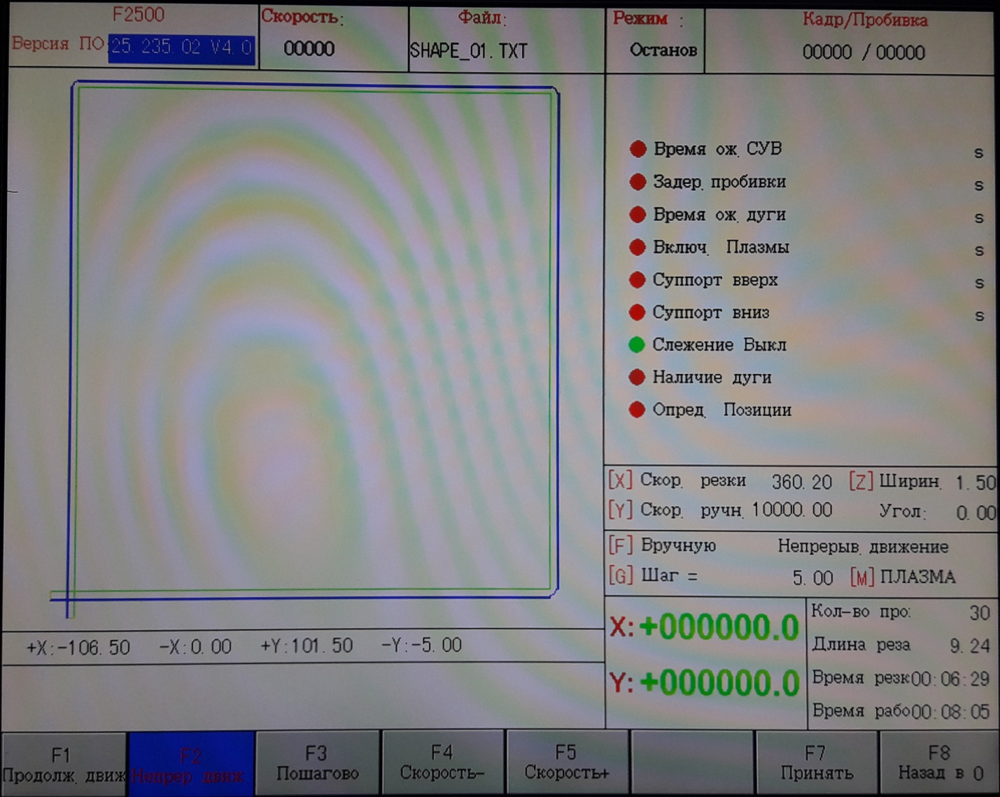 F2500
Версия ПО 25.235.02 V4.0
Скорость:
00000
Файл:
SHAPE_01.TXT
Режим :
Останов
Кадр/Пробивка
00000 / 00000
Время ож. СУВ s
Задер. пробивки s
Время ож. дуги s
Включ. Плазмы s
Суппорт вверх s
Суппорт вниз s
Слежение Выкл
Наличие дуги
Опред. Позиции
[X] Скор. резки 360.20 [Z] Ширин. 1.50
[Y] Скор. ручн. 10000.00 Угол: 0.00
[F] Вручную Непрерыв. движение
[G] Шаг = 5.00 [M] ПЛАЗМА
X: +000000.0
Y: +000000.0
Кол-во про: 30
Длина реза 9.24
Время резк00:06:29
Время рабо00:08:05
+X:-106.50 -X:0.00 +Y:101.50 -Y:-5.00
F1
Продолж. движ
F2
Непрер движ
F3
Пошагово
F4
Скорость-
F5
Скорость+
F7
Принять
F8
Назад в 0